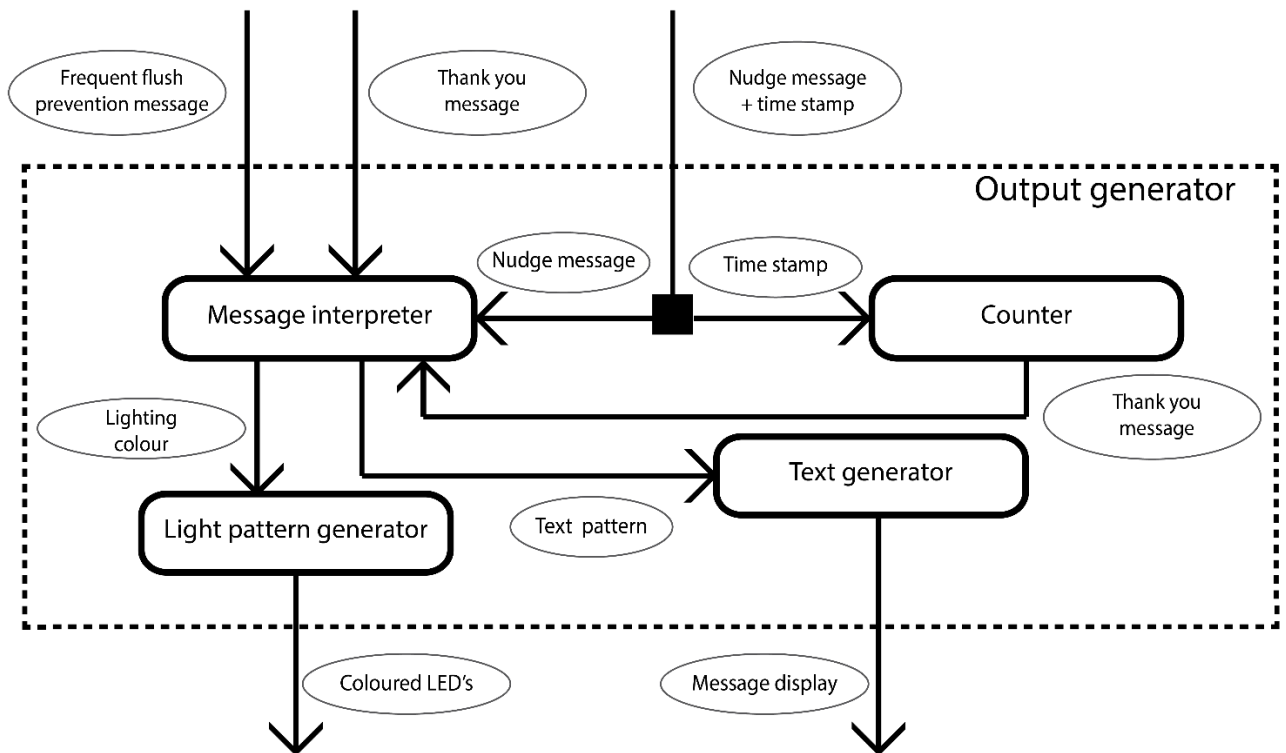 Frequent flush
prevention message
Thank you
message
Nudge message
+ time stamp
Output generator
Nudge message
Time stamp
Message interpreter
Counter
Lighting
colour
Thank you
message
Text generator
Light pattern generator
Text pattern
Coloured LED's
Message display